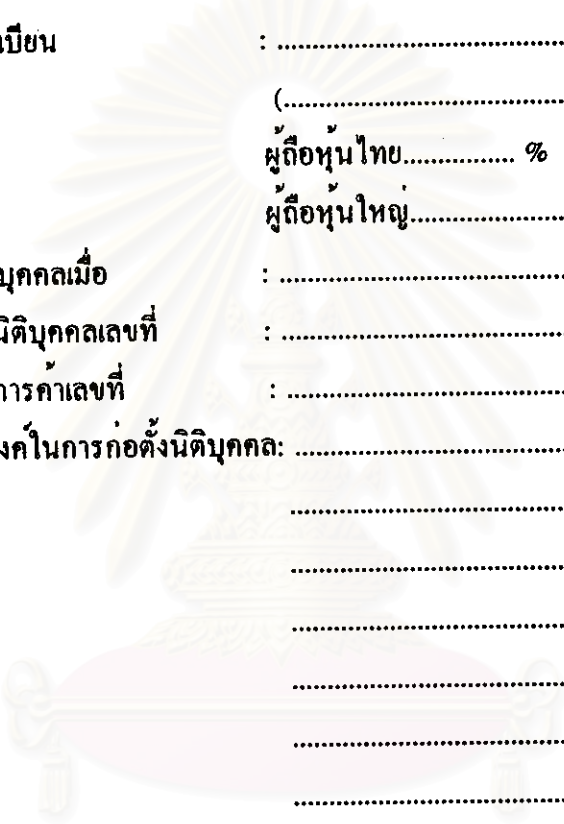 เบียน : ........................................
(........................................
ผู้ถือหุ้นไทย............... %
ผู้ถือหุ้นใหญ่........................
บุคคลเมื่อ : ........................................
นิติบุคคลเลขที่ : ........................................
การค้าเลขที่ : ........................................
งค์ในการก่อตั้งนิติบุคคล: ........................................
........................................
........................................
........................................
........................................
........................................
........................................